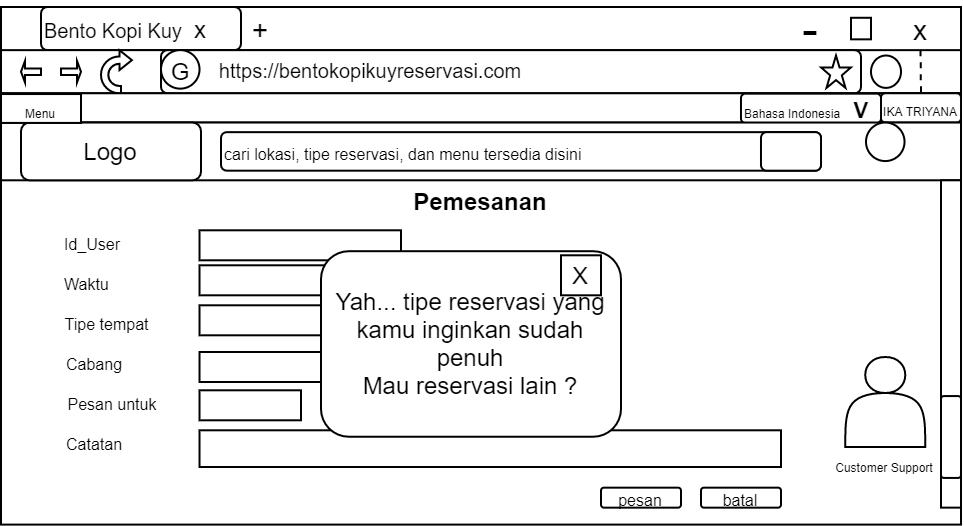 Bento Kopi Kuy X +
- X
G https://bentokopikuyreservasi.com
Menu Bahasa Indonesia V IKA TRIYANA
Logo cari lokasi, tipe reservasi, dan menu tersedia disini
Pemesanan
Id_User
Waktu
Tipe tempat
Cabang
Pesan untuk
Catatan
X
Yah... tipe reservasi yang
kamu inginkan sudah
penuh
Mau reservasi lain ?
Customer Support
pesan batal